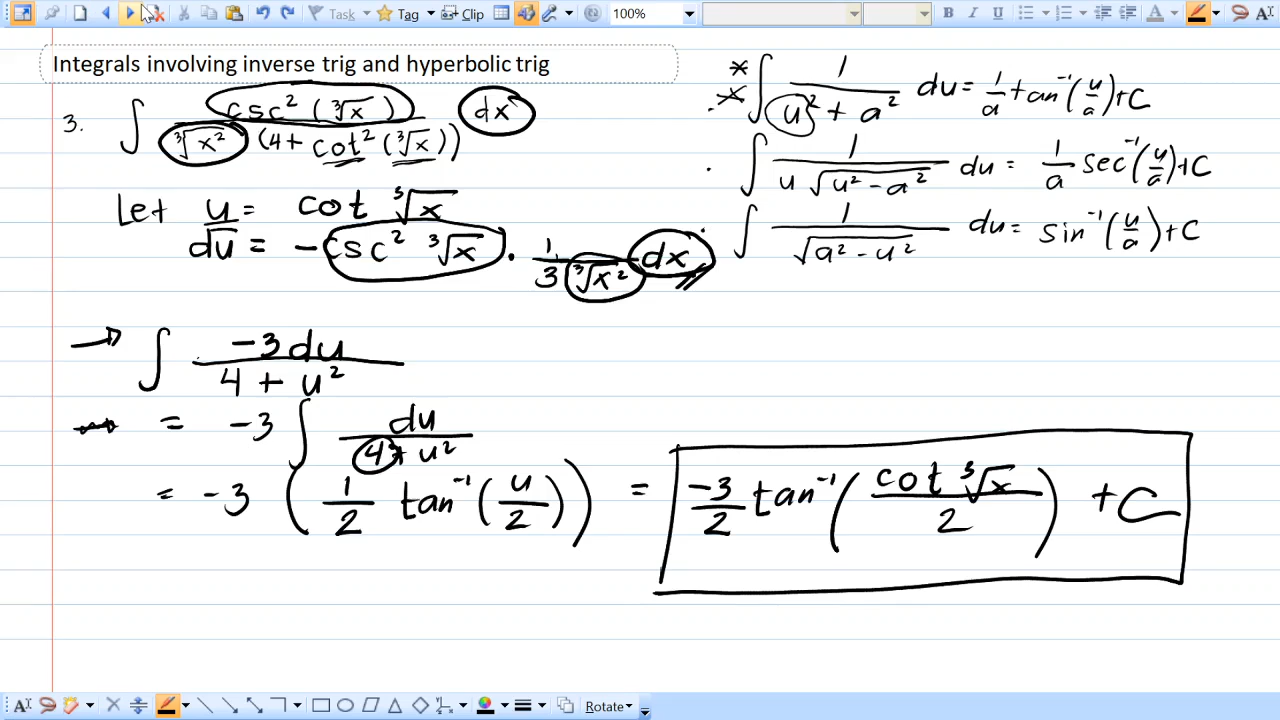 Task Tag Clip 100% B I U A
Integrals involving inverse trig and hyperbolic trig
3. ∫ csc² (∛x) / ∛x² (4 + cot² (∛x)) dx
Let u = cot ∛x
du = -csc² ∛x · 1/3∛x² dx
** ∫ 1/(u² + a²) du = 1/a tan⁻¹(u/a) + C
· ∫ 1/(u √(u² - a²)) du = 1/a sec⁻¹(u/a) + C
· ∫ 1/√(a² - u²) du = sin⁻¹(u/a) + C
→ ∫ -3du/(4 + u²)
= -3 ∫ du/(4 + u²)
= -3 (1/2 tan⁻¹(u/2)) = -3/2 tan⁻¹(cot ∛x / 2) + C
Rotate